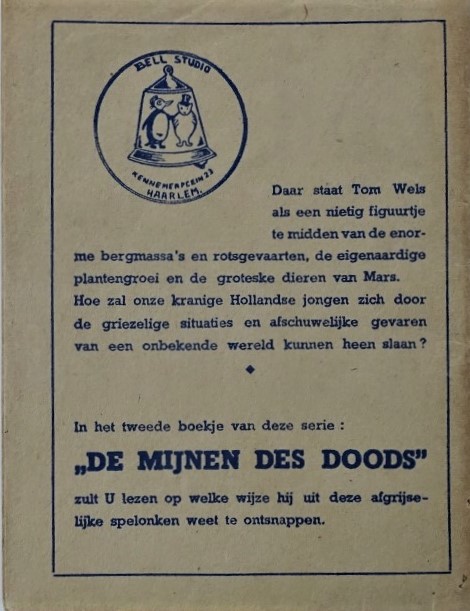 BELL STUDIO
KENNEMERPLEIN 23
HAARLEM.
Daar staat Tom Wels
als een nietig figuurtje
te midden van de enor-
me bergmassa's en rotsgevaarten, de eigenaardige
plantengroei en de groteske dieren van Mars.
Hoe zal onze kranige Hollandse jongen zich door
de griezelige situaties en afschuwelijke gevaren
van een onbekende wereld kunnen heen slaan ?
In het tweede boekje van deze serie :
„DE MIJNEN DES DOODS”
zult U lezen op welke wijze hij uit deze afgrijse-
lijke spelonken weet te ontsnappen.